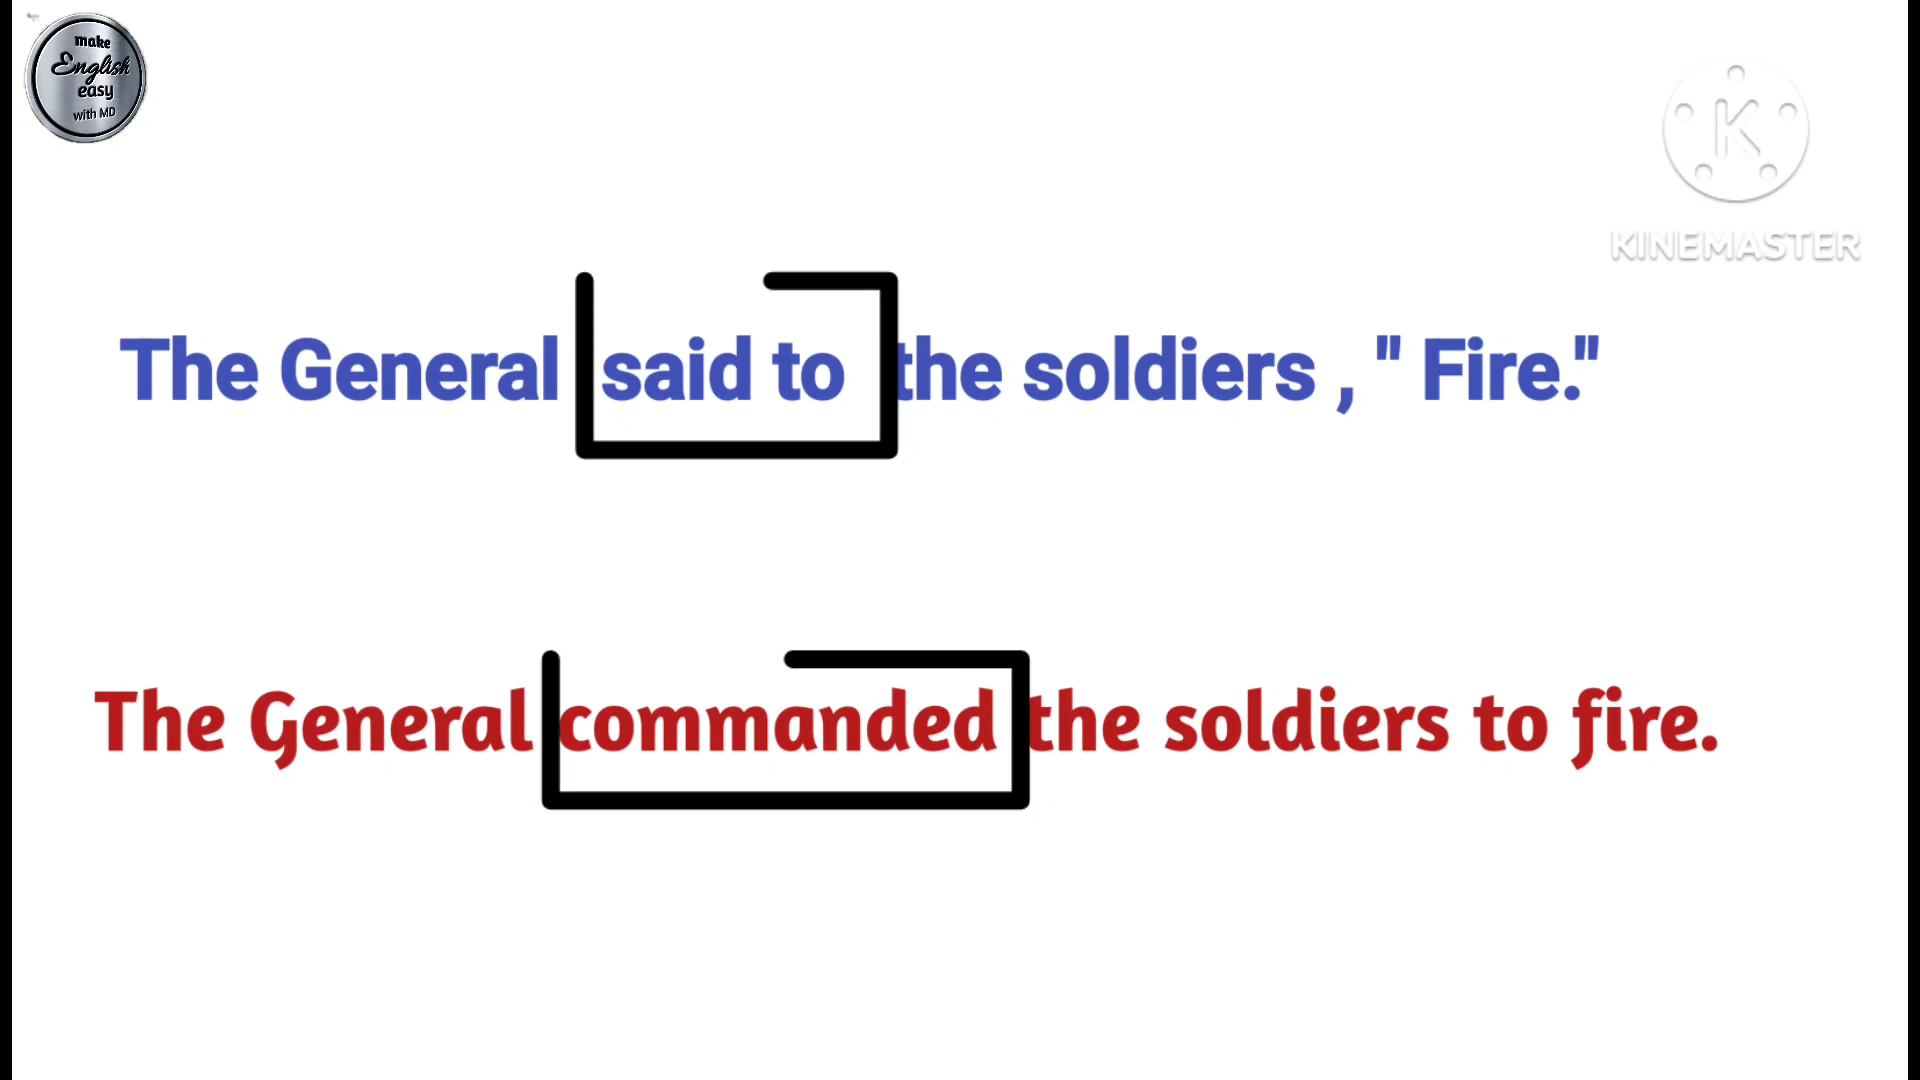 make
English
easy
with MD
KINEMASTER
The General said to the soldiers , " Fire."
The General commanded the soldiers to fire.